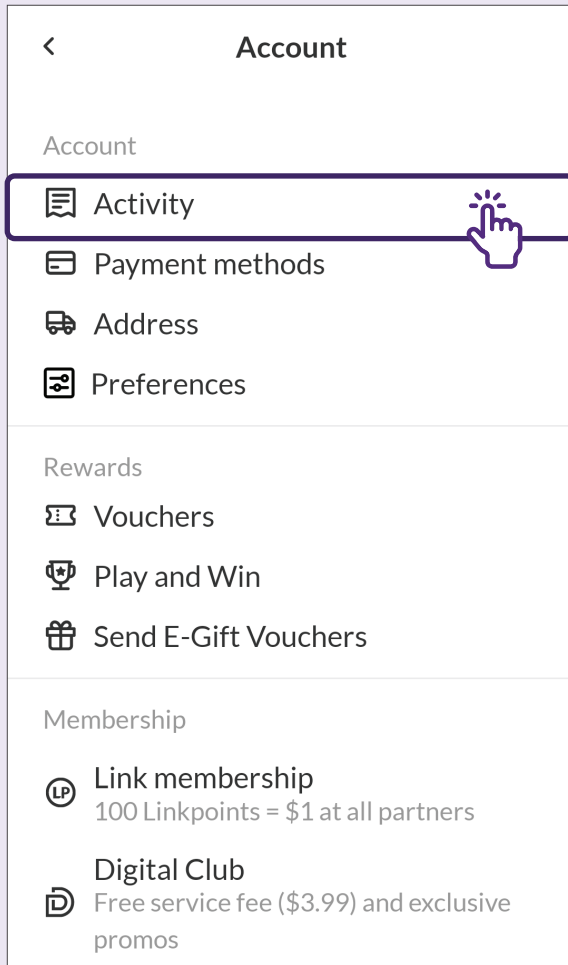 Account
Account
Activity
Payment methods
Address
Preferences
Rewards
Vouchers
Play and Win
Send E-Gift Vouchers
Membership
LP
Link membership
100 Linkpoints = $1 at all partners
Digital Club
Free service fee ($3.99) and exclusive
promos